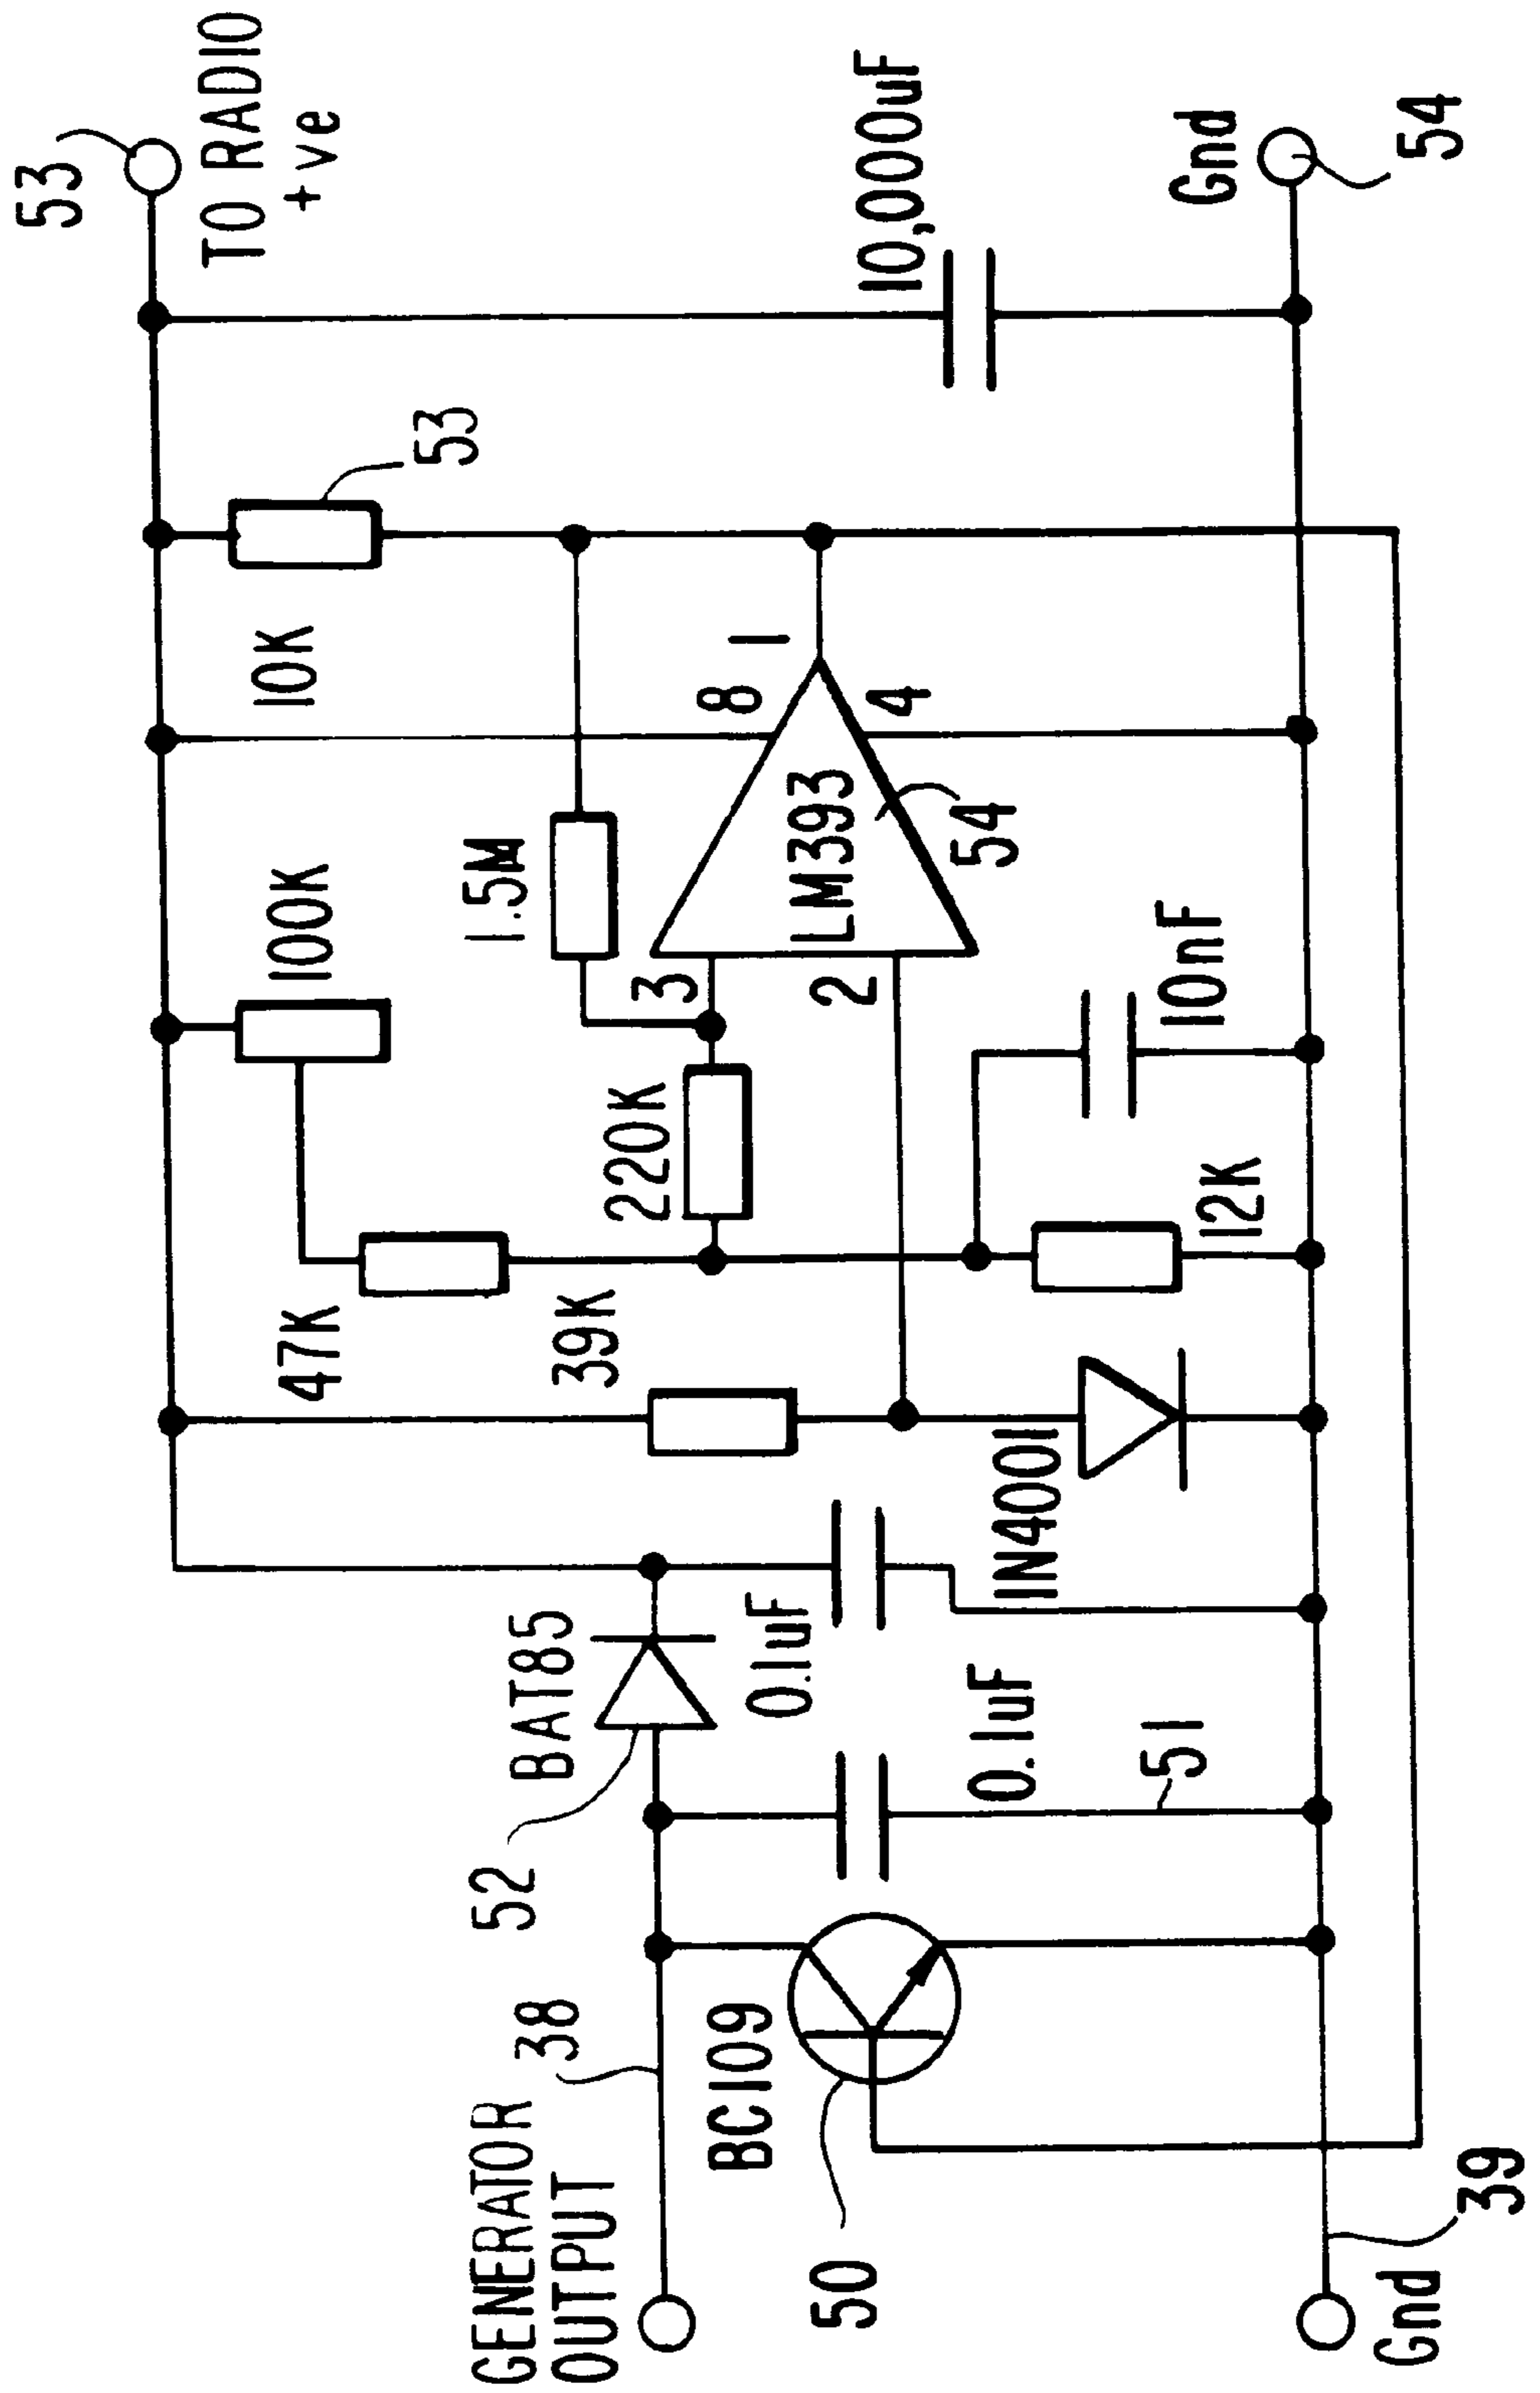 53
TO RADIO
+ve
10,000uF
Gnd
54
53
10K
8
1
4
100K
1.5M
LM393
54
3
2
10nF
220K
12K
47K
39K
1N4001
BAT85
0.1uF
0.1uF
51
52
38
BC109
GENERATOR
OUTPUT
50
39
Gnd